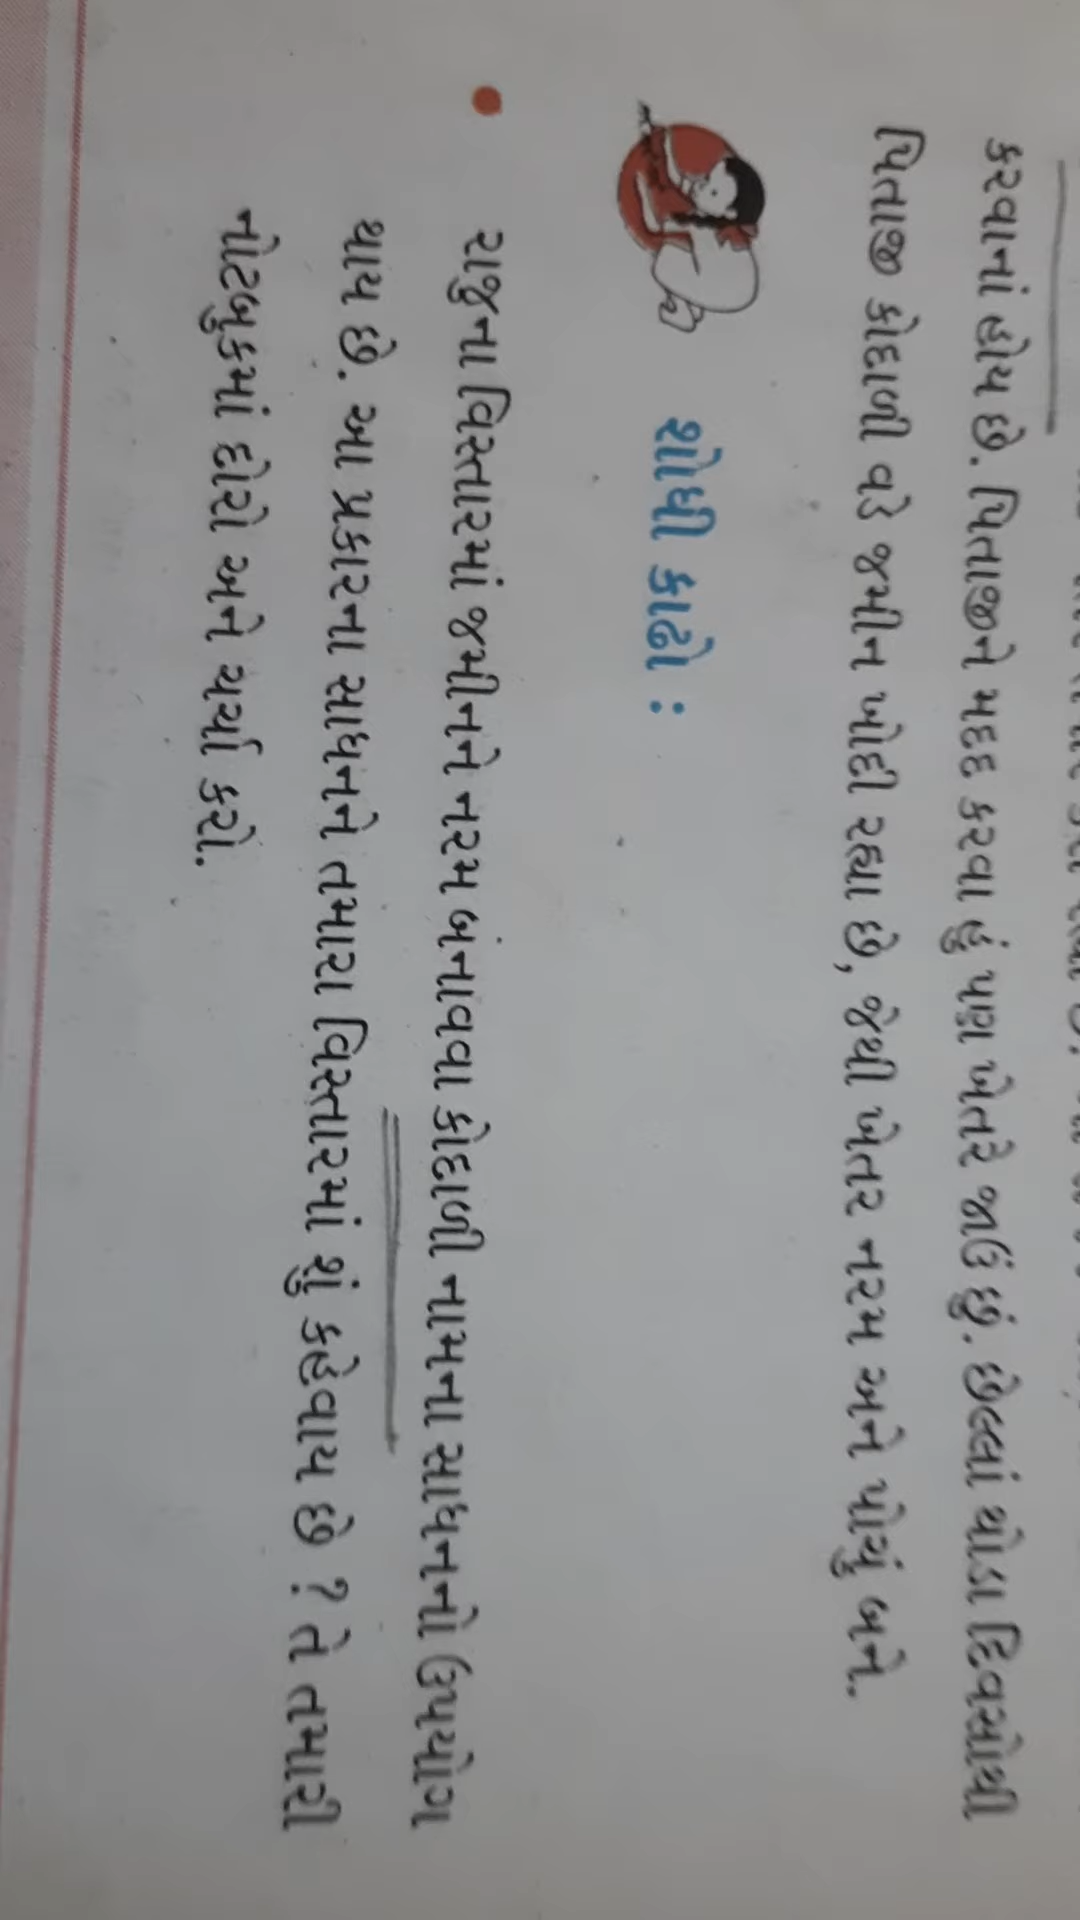 કરવાનાં હોય છે. પિતાજીને મદદ કરવા હું પણ ખેતરે જાઉં છું. છેલ્લાં થોડા દિવસોથી
પિતાજી કોદાળી વડે જમીન ખોદી રહ્યા છે, જેથી ખેતર નરમ અને પોચું બને.
શોધી કાઢો :
• રાજુના વિસ્તારમાં જમીનને નરમ બનાવવા કોદાળી નામના સાધનનો ઉપયોગ
થાય છે. આ પ્રકારના સાધનને તમારા વિસ્તારમાં શું કહેવાય છે ? તે તમારી
નોટબુકમાં દોરો અને ચર્ચા કરો.